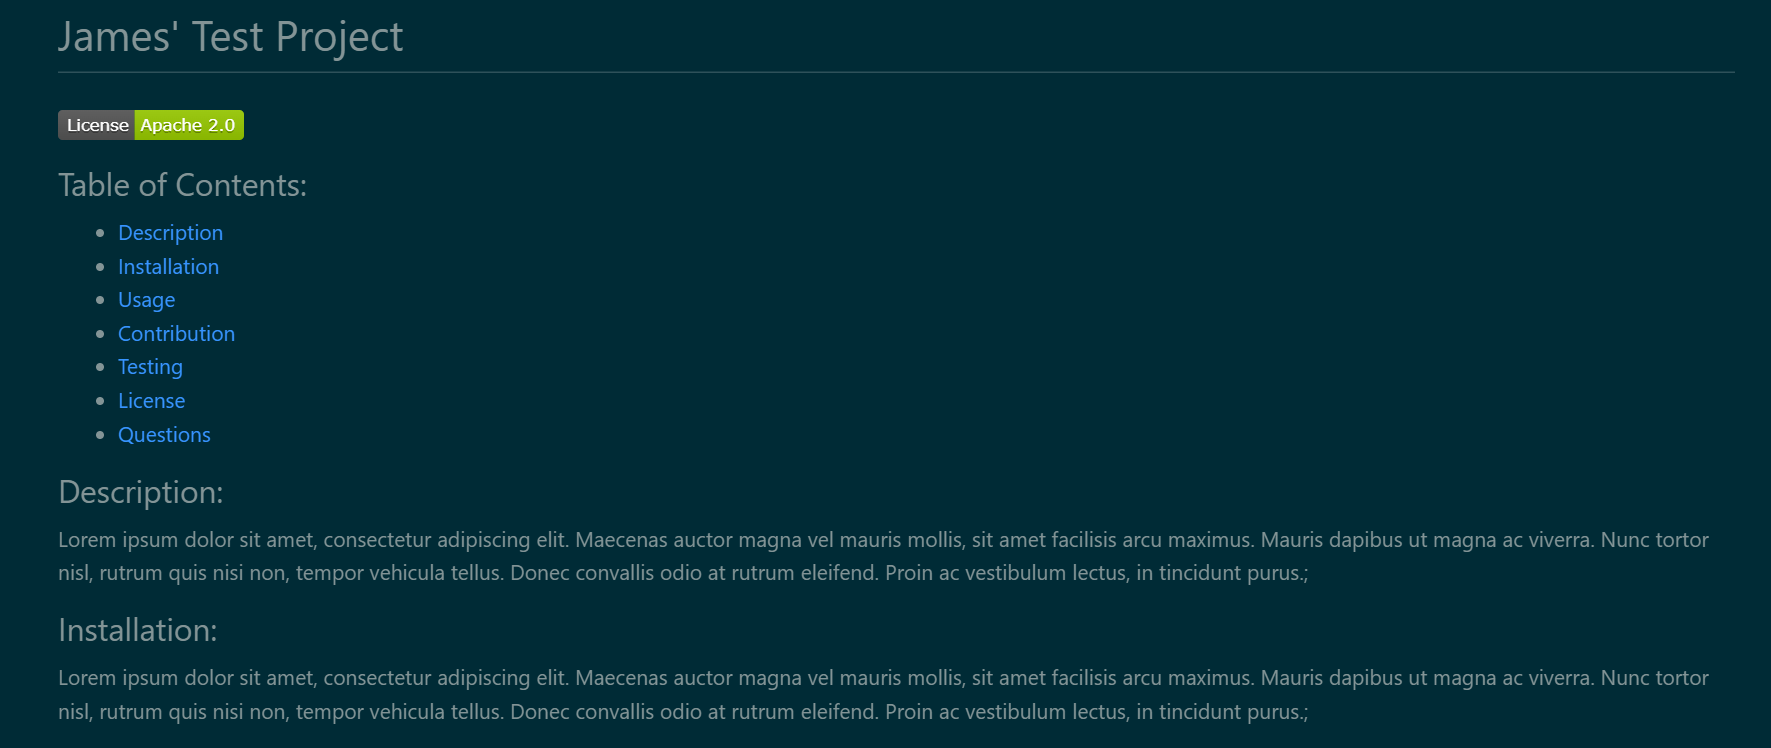 James' Test Project
License Apache 2.0
Table of Contents:
Description
Installation
Usage
Contribution
Testing
License
Questions
Description:
Lorem ipsum dolor sit amet, consectetur adipiscing elit. Maecenas auctor magna vel mauris mollis, sit amet facilisis arcu maximus. Mauris dapibus ut magna ac viverra. Nunc tortor
nisl, rutrum quis nisi non, tempor vehicula tellus. Donec convallis odio at rutrum eleifend. Proin ac vestibulum lectus, in tincidunt purus.;
Installation:
Lorem ipsum dolor sit amet, consectetur adipiscing elit. Maecenas auctor magna vel mauris mollis, sit amet facilisis arcu maximus. Mauris dapibus ut magna ac viverra. Nunc tortor
nisl, rutrum quis nisi non, tempor vehicula tellus. Donec convallis odio at rutrum eleifend. Proin ac vestibulum lectus, in tincidunt purus.;